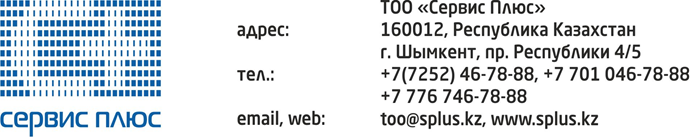 сервис плюс
ТОО «Сервис Плюс»
адрес: 160012, Республика Казахстан
г. Шымкент, пр. Республики 4/5
тел.: +7(7252) 46-78-88, +7 701 046-78-88
+7 776 746-78-88
email, web: too@splus.kz, www.splus.kz